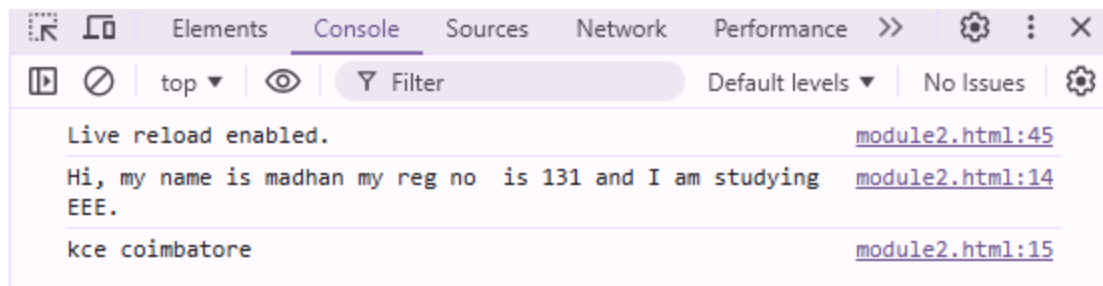 Elements Console Sources Network Performance
top Filter Default levels No Issues
Live reload enabled. module2.html:45
Hi, my name is madhan my reg no  is 131 and I am studying module2.html:14
EEE.
kce coimbatore module2.html:15